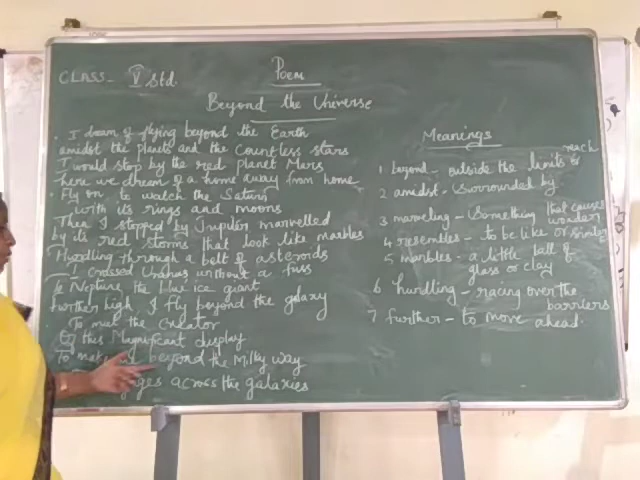 CLASS - V Std.
Poem
Beyond the Universe
I dream of flying beyond the Earth
amidst the planets and the countless stars
I would stop by the red planet Mars
There we dream of a home away from home
Fly on to watch the Saturn
with its rings and moons
Then I stopped by Jupiter marvelled
by its red storms that look like marbles
Hurdling through a belt of asteroids
I crossed Uranus without a fuss
to Neptune the blue ice giant
further high, I fly beyond the galaxy
To meet the Creator
Of this Magnificent display
To beyond the Milky way
across the galaxies
Meanings
1 beyond - outside the limits of reach
2 amidst - Surrounded by
3 marveling - Something that causes wonder
4 resembles - to be like or similar
5 marbles - a little ball of
glass or clay
6 hurdling - racing over the
barriers
7 further - to move ahead.